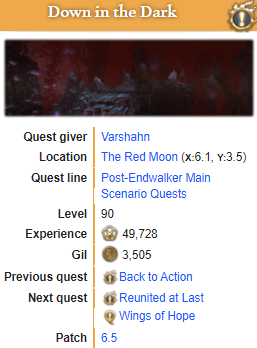 Down in the Dark
Quest giver Varshahn
Location The Red Moon (X:6.1, Y:3.5)
Quest line Post-Endwalker Main
Scenario Quests
Level 90
Experience 49,728
Gil 3,505
Previous quest Back to Action
Next quest Reunited at Last
Wings of Hope
Patch 6.5